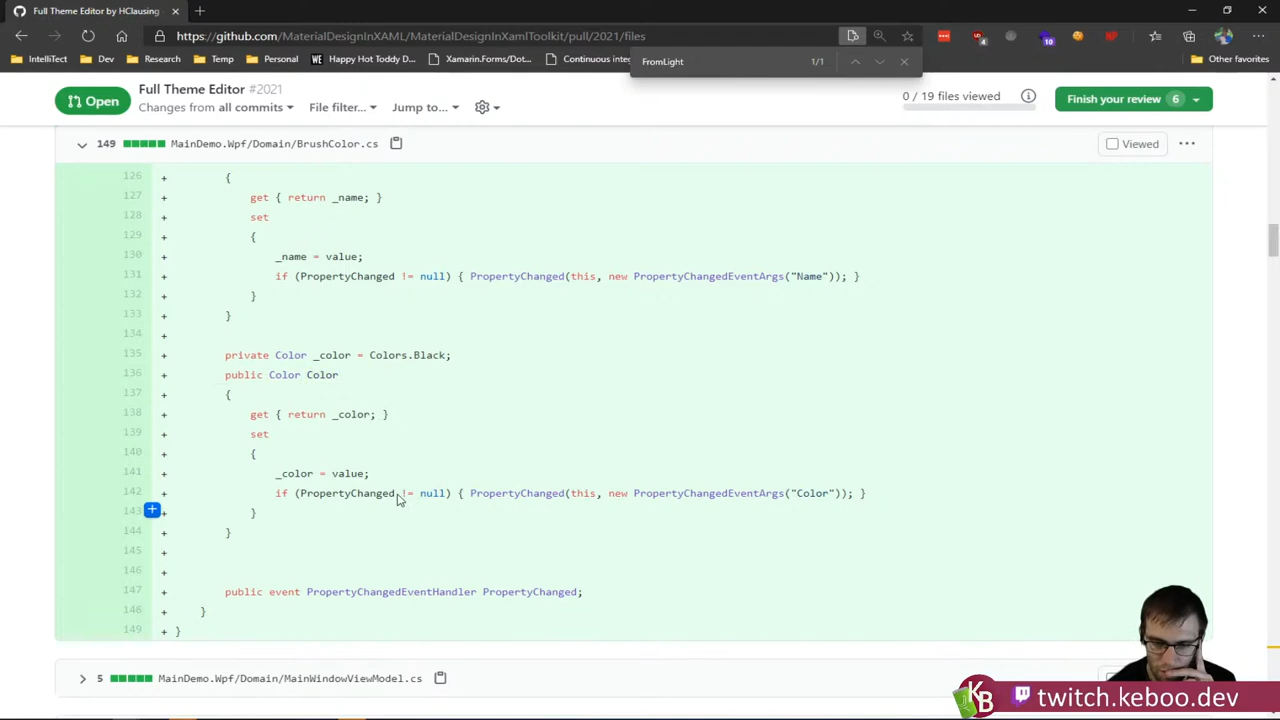 Full Theme Editor by HClausing ·
https://github.com/MaterialDesignInXAML/MaterialDesignInXamlToolkit/pull/2021/files
4
10
IntelliTect
Dev
Research
Temp
Personal
Happy Hot Toddy D...
Xamarin.Forms/Dot...
Continuous inte
Other favorites
FromLight
1/1
Open
Full Theme Editor #2021
Changes from all commits
File filter...
Jump to...
0 / 19 files viewed
Finish your review 6
149
MainDemo.Wpf/Domain/BrushColor.cs
Viewed
126 + {
127 + get { return _name; }
128 + set
129 + {
130 + _name = value;
131 + if (PropertyChanged != null) { PropertyChanged(this, new PropertyChangedEventArgs("Name")); }
132 + }
133 + }
134 +
135 + private Color _color = Colors.Black;
136 + public Color Color
137 + {
138 + get { return _color; }
139 + set
140 + {
141 + _color = value;
142 + if (PropertyChanged != null) { PropertyChanged(this, new PropertyChangedEventArgs("Color")); }
143 + }
144 + }
145 +
146 +
147 + public event PropertyChangedEventHandler PropertyChanged;
148 + }
149 + }
5
MainDemo.Wpf/Domain/MainWindowViewModel.cs
KB
twitch.keboo.dev